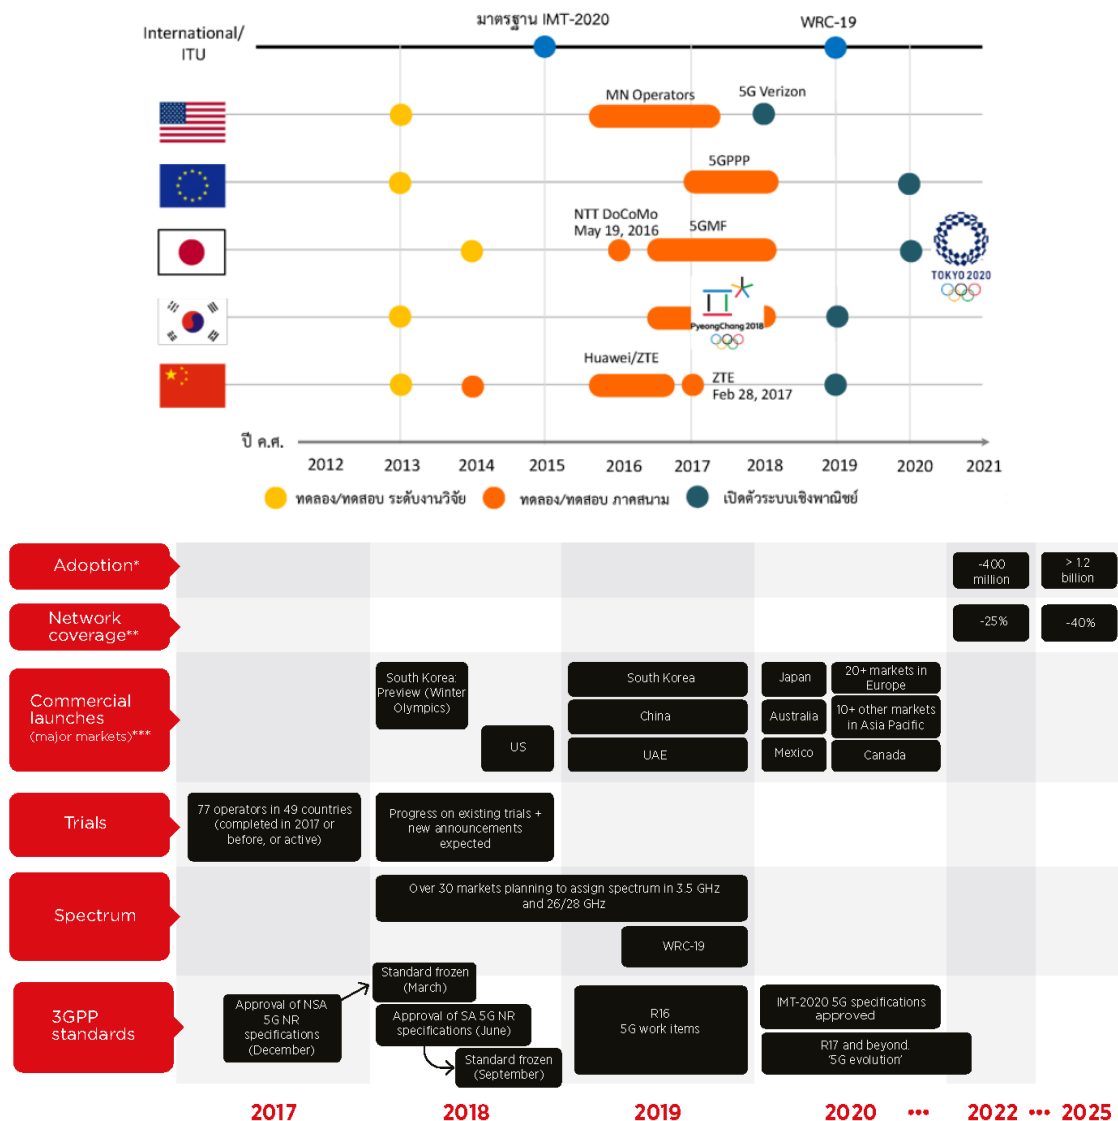 มาตรฐาน IMT-2020
WRC-19
International/
ITU
MN Operators
5G Verizon
5GPPP
NTT DoCoMo
May 19, 2016
5GMF
TOKYO 2020
PyeongChang 2018
Huawei/ZTE
ZTE
Feb 28, 2017
ปี ค.ศ.
2012 2013 2014 2015 2016 2017 2018 2019 2020 2021
ทดลอง/ทดสอบ ระดับงานวิจัย ทดลอง/ทดสอบ ภาคสนาม เปิดตัวระบบเชิงพาณิชย์
Adoption*
-400
million
> 1.2
billion
Network
coverage**
-25%
-40%
Commercial
launches
(major markets)***
South Korea:
Preview (Winter
Olympics)
US
South Korea
China
UAE
Japan
Australia
Mexico
20+ markets in
Europe
10+ other markets
in Asia Pacific
Canada
Trials
77 operators in 49 countries
(completed in 2017 or
before, or active)
Progress on existing trials +
new announcements
expected
Spectrum
Over 30 markets planning to assign spectrum in 3.5 GHz
and 26/28 GHz
WRC-19
3GPP
standards
Approval of NSA
5G NR
specifications
(December)
Standard frozen
(March)
Approval of SA 5G NR
specifications (June)
Standard frozen
(September)
R16
5G work items
IMT-2020 5G specifications
approved
R17 and beyond.
'5G evolution'
2017 2018 2019 2020 ••• 2022 ••• 2025